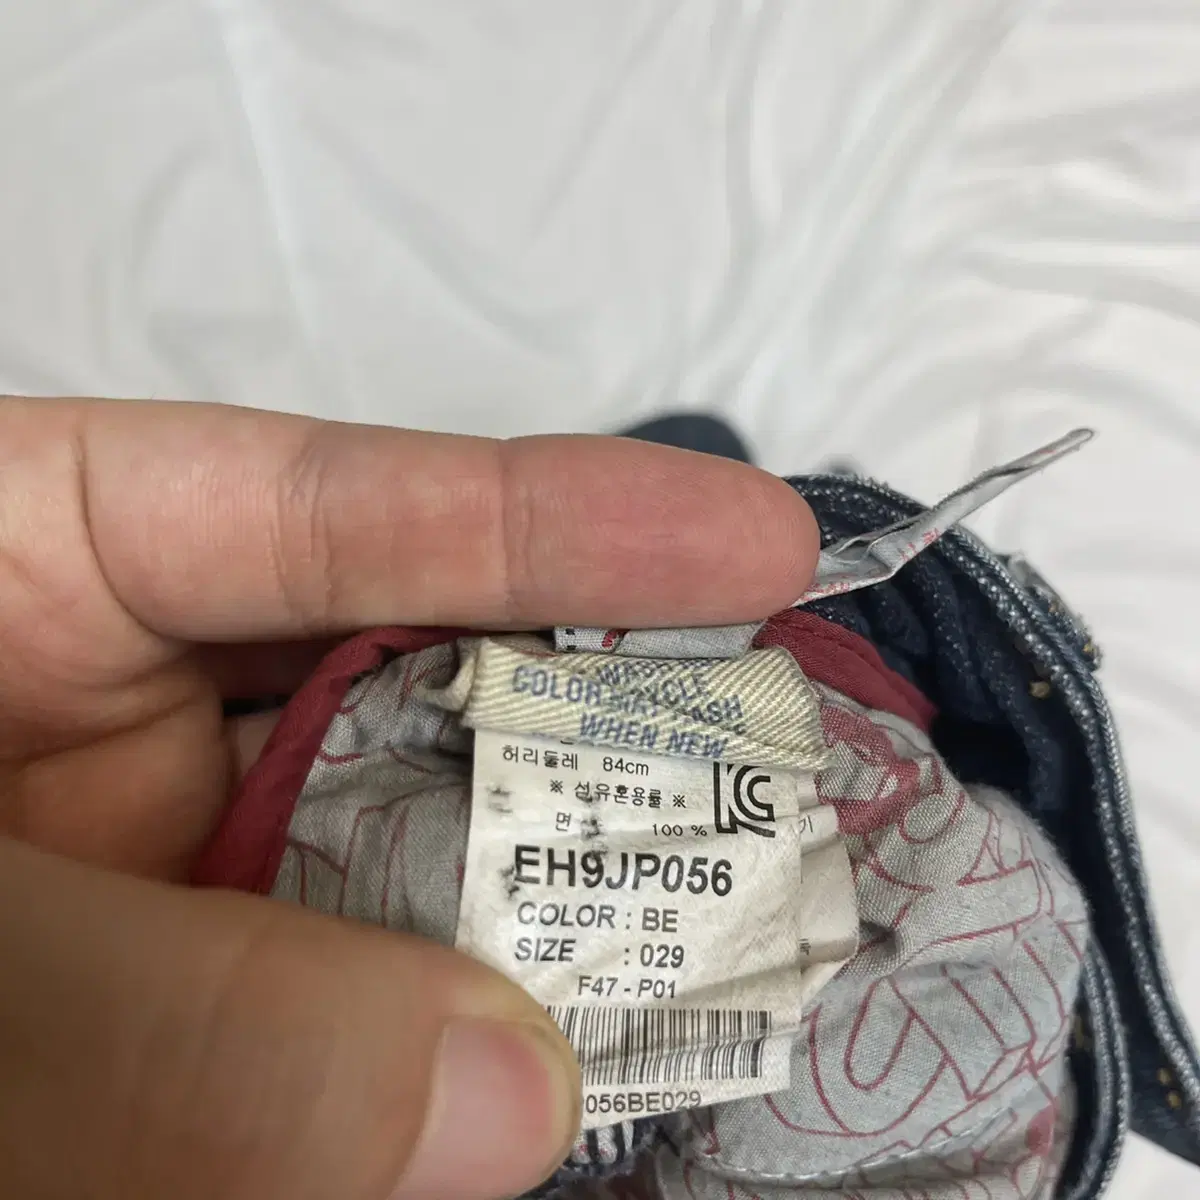 COLOR MAY
WHEN NEW
허리둘레 84cm
※ 섬유혼용률 ※
면 100 %
EH9JP056
COLOR : BE
SIZE : 029
F47 - P01
056BE029